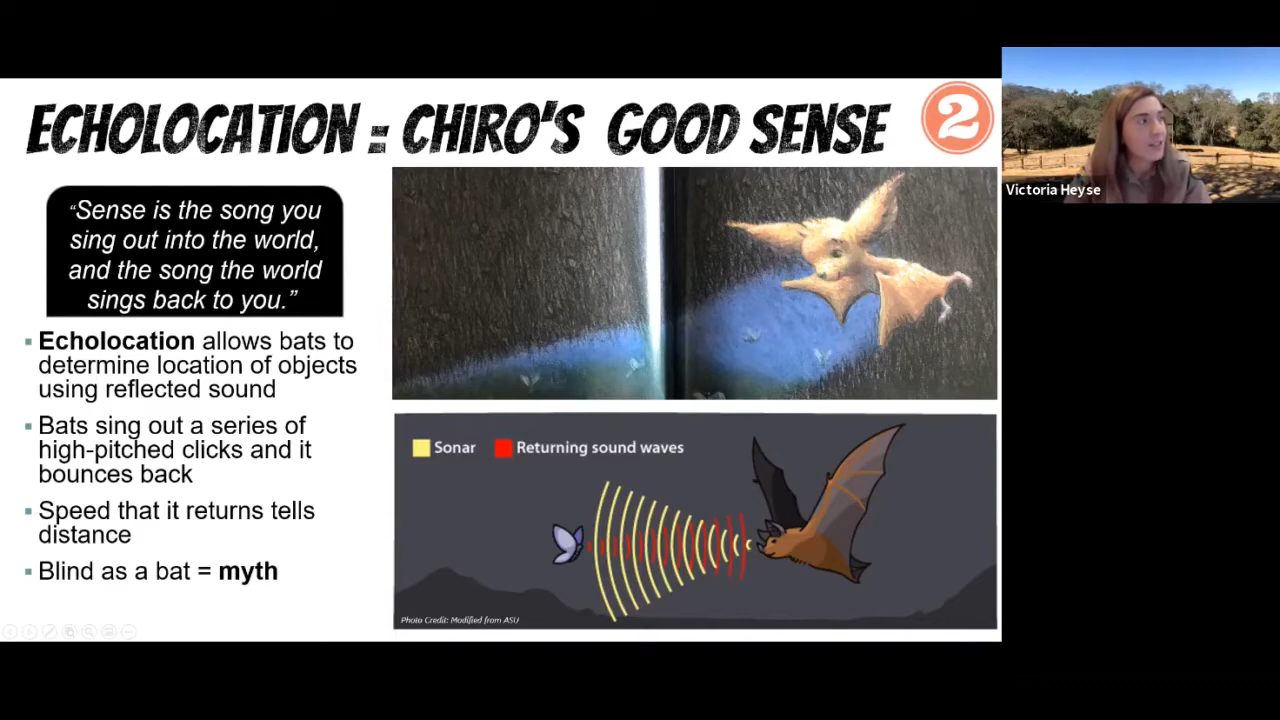 ECHOLOCATION = CHIRO'S GOOD SENSE
2
Victoria Heyse
“Sense is the song you
sing out into the world,
and the song the world
sings back to you.”
▪ Echolocation allows bats to
determine location of objects
using reflected sound
▪ Bats sing out a series of
high-pitched clicks and it
bounces back
▪ Speed that it returns tells
distance
▪ Blind as a bat = myth
Sonar
Returning sound waves
Photo Credit: Modified from ASU